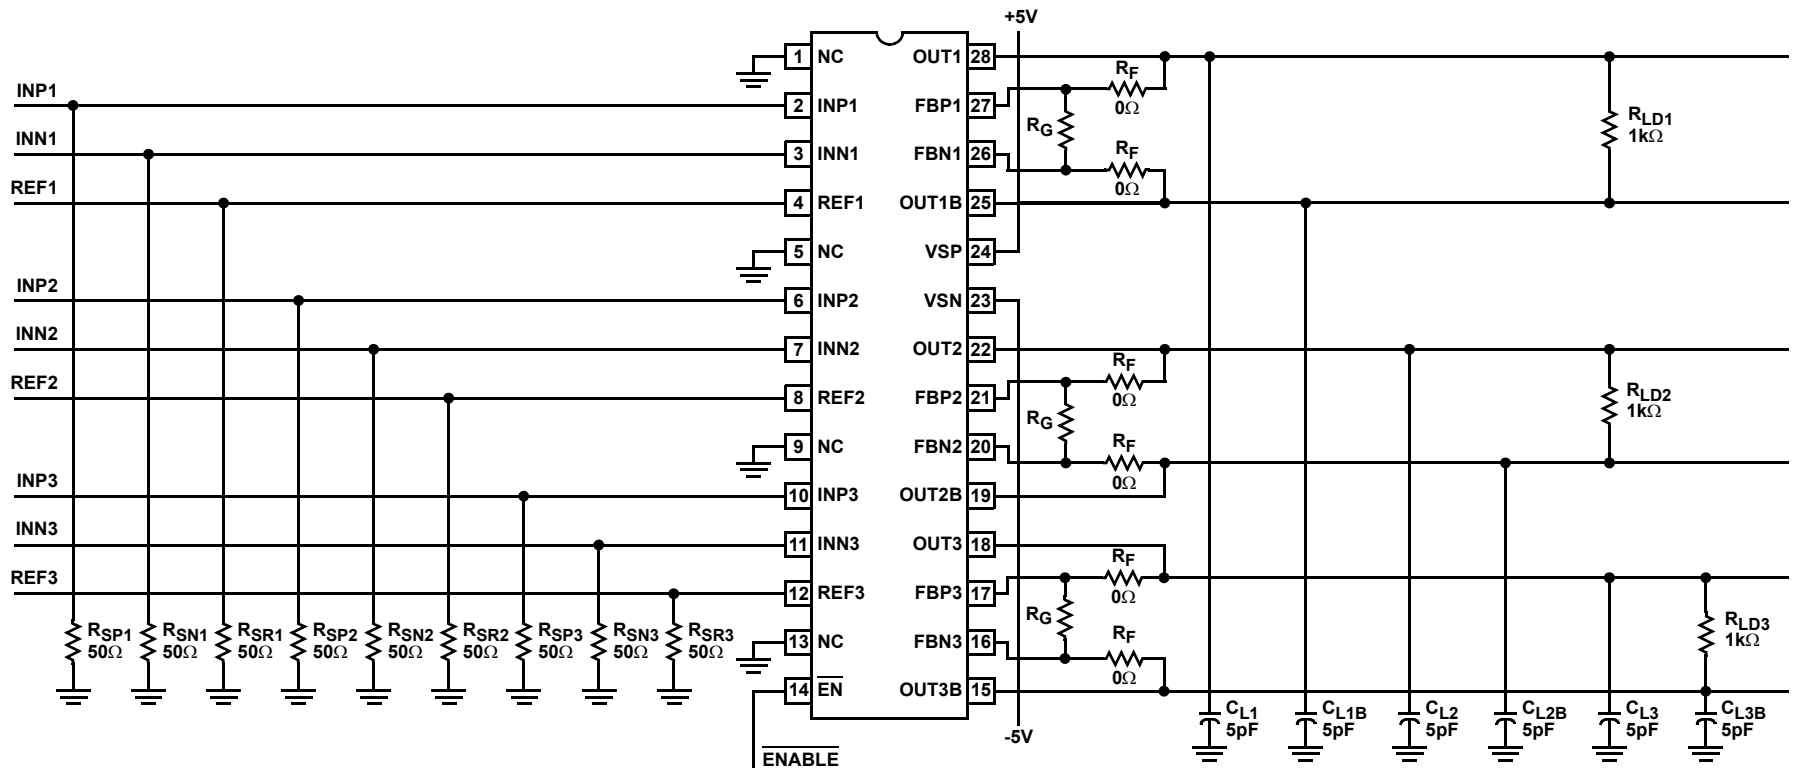 +5V
1 NC OUT1 28
INP1 2 INP1 FBP1 27 RF 0Ω
RG RLD1 1kΩ
INN1 3 INN1 FBN1 26 RF 0Ω
REF1 4 REF1 OUT1B 25
5 NC VSP 24
INP2 6 INP2 VSN 23
INN2 7 INN2 OUT2 22
REF2 8 REF2 FBP2 21 RF 0Ω
RG RLD2 1kΩ
9 NC FBN2 20 RF 0Ω
INP3 10 INP3 OUT2B 19
INN3 11 INN3 OUT3 18
REF3 12 REF3 FBP3 17 RF 0Ω
RG RLD3 1kΩ
13 NC FBN3 16 RF 0Ω
14 EN OUT3B 15
RSP1 50Ω
RSN1 50Ω
RSR1 50Ω
RSP2 50Ω
RSN2 50Ω
RSR2 50Ω
RSP3 50Ω
RSN3 50Ω
RSR3 50Ω
CL1 5pF
CL1B 5pF
CL2 5pF
CL2B 5pF
CL3 5pF
CL3B 5pF
-5V
ENABLE